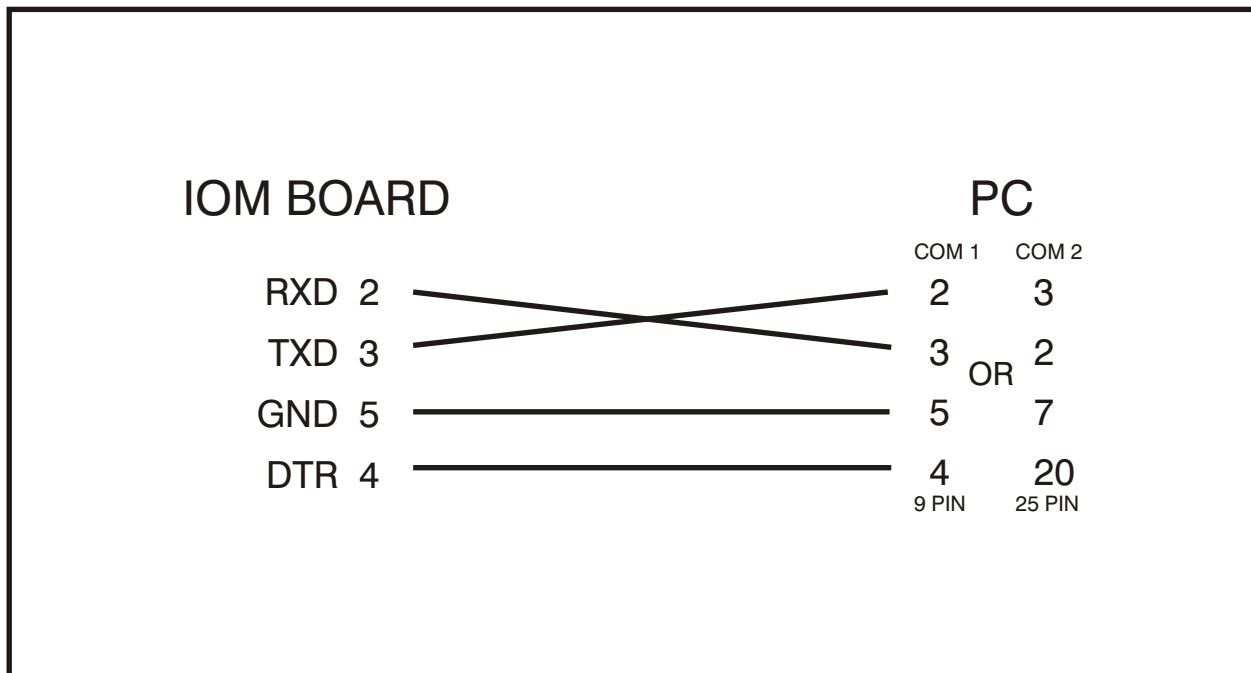 IOM BOARD PC
COM 1 COM 2
RXD 2 2 3
TXD 3 3 2
OR
GND 5 5 7
DTR 4 4 20
9 PIN 25 PIN